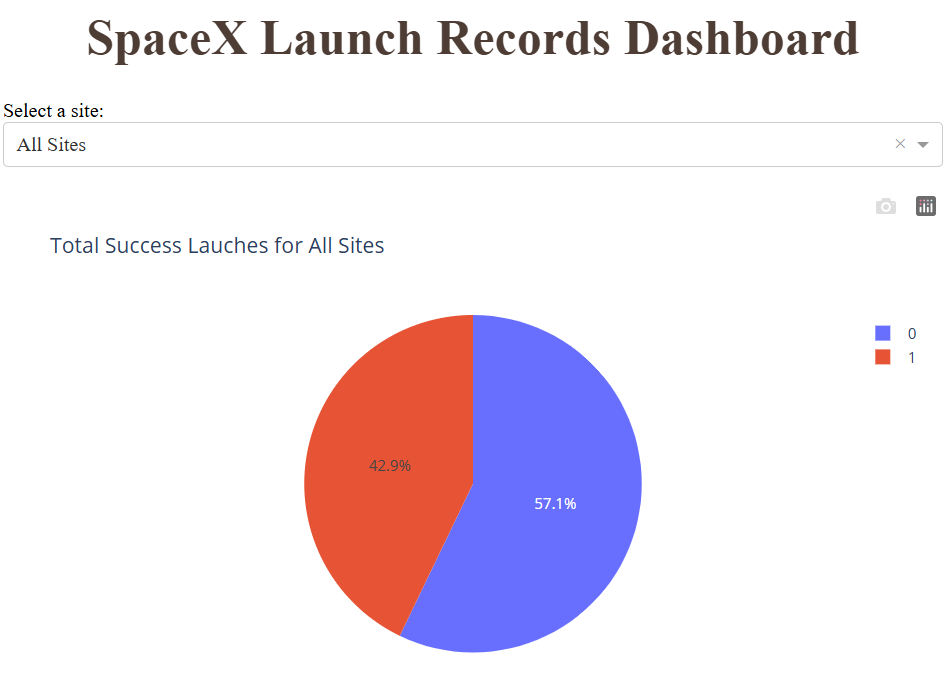 SpaceX Launch Records Dashboard
Select a site:
All Sites
×
Total Success Lauches for All Sites
0
1
42.9%
57.1%